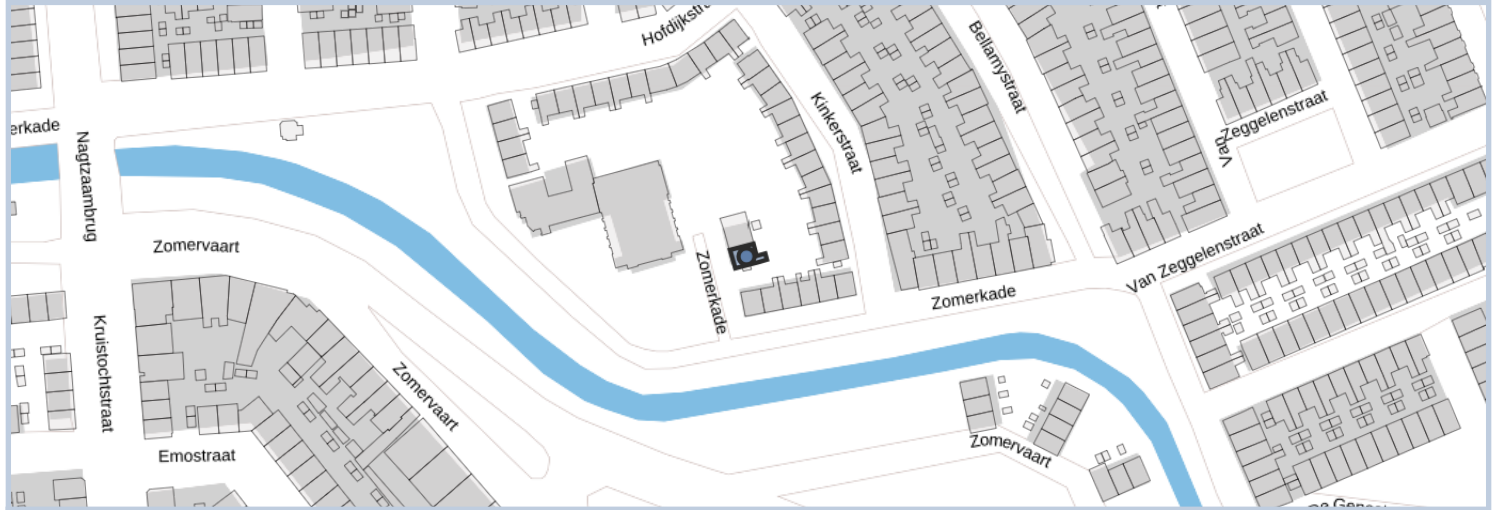 Hofdijkstr
Bellamystraat
Kinkerstraat
Zeggelenstraat
Van
erkade
Nagtzaambrug
Zomervaart
Van Zeggelenstraat
Zomerkade
Zomerkade
Kruistochtstraat
Zomervaart
Emostraat
Zomervaart